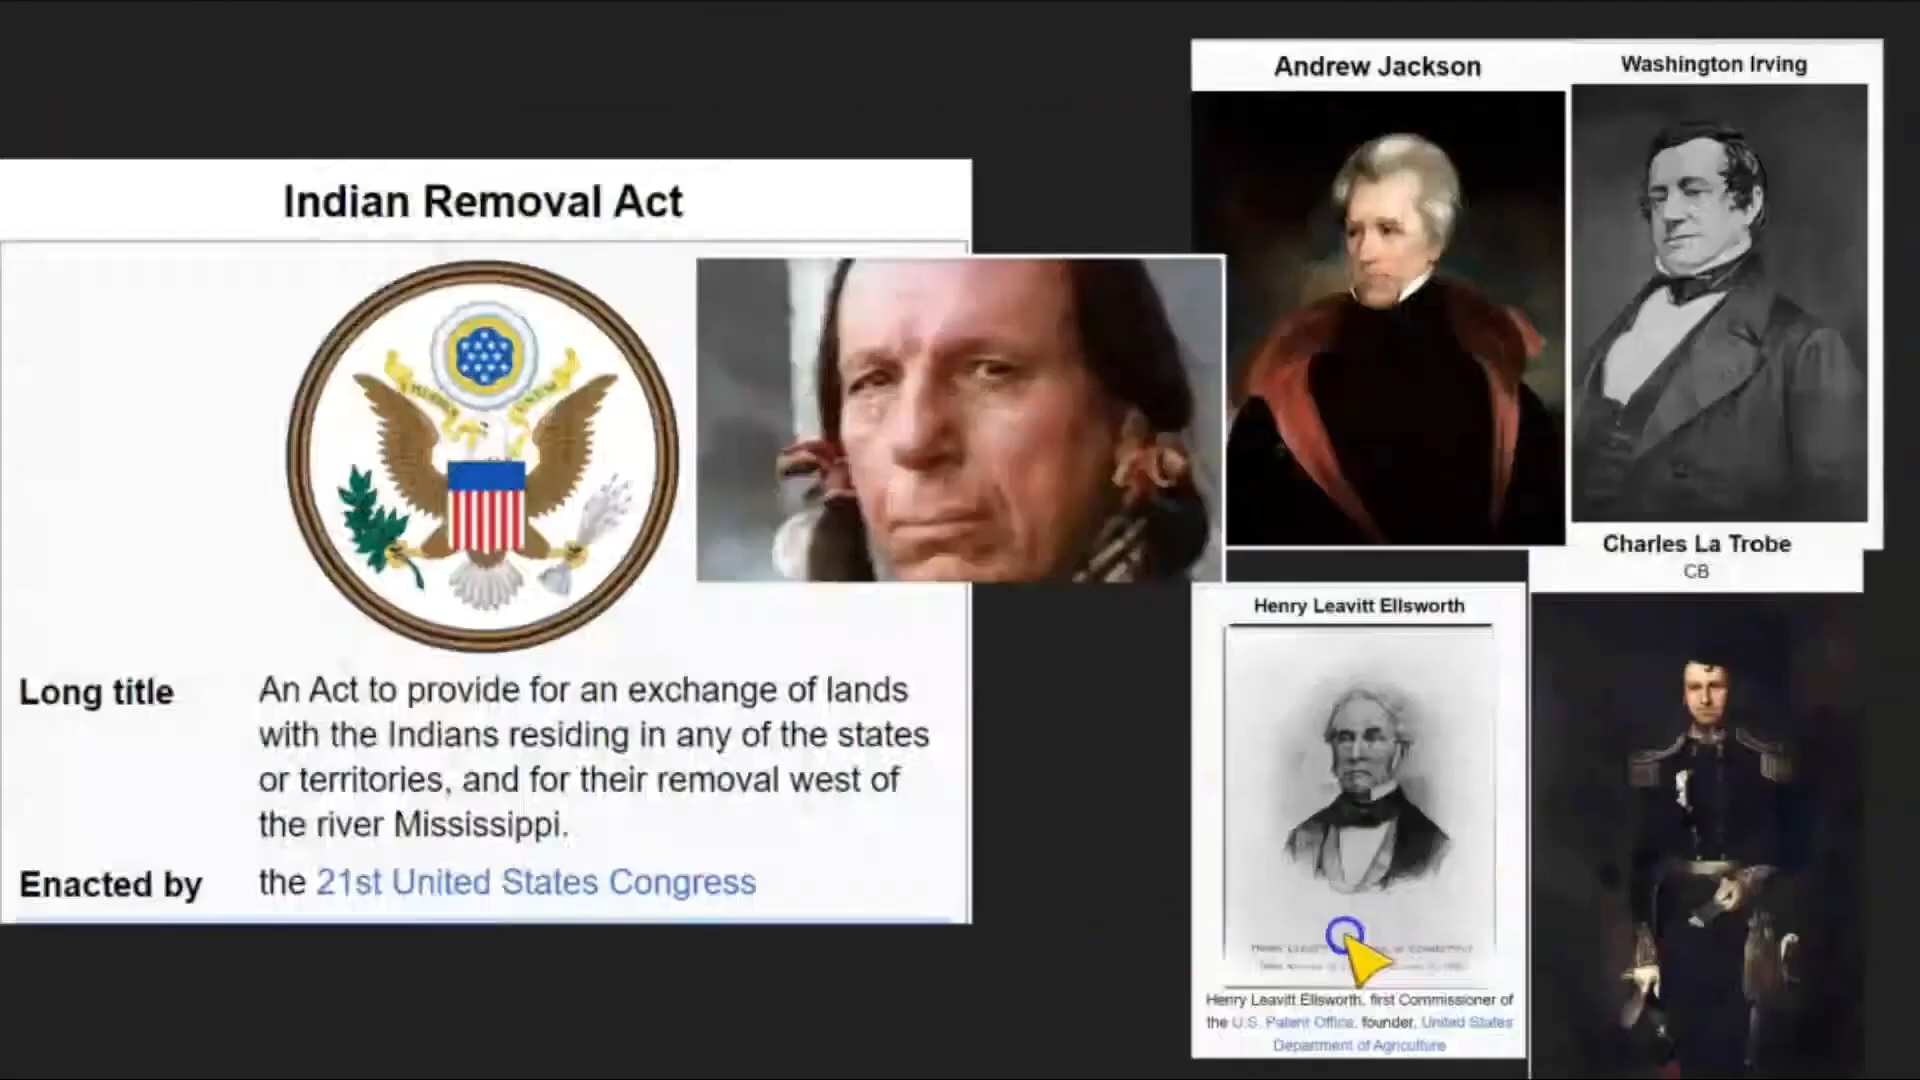 Indian Removal Act
Long title
An Act to provide for an exchange of lands
with the Indians residing in any of the states
or territories, and for their removal west of
the river Mississippi.
Enacted by
the 21st United States Congress
Andrew Jackson
Washington Irving
Charles La Trobe
CB
Henry Leavitt Ellsworth
Henry Leavitt Ellsworth, first Commissioner of
the U.S. Patent Office, founder, United States
Department of Agriculture